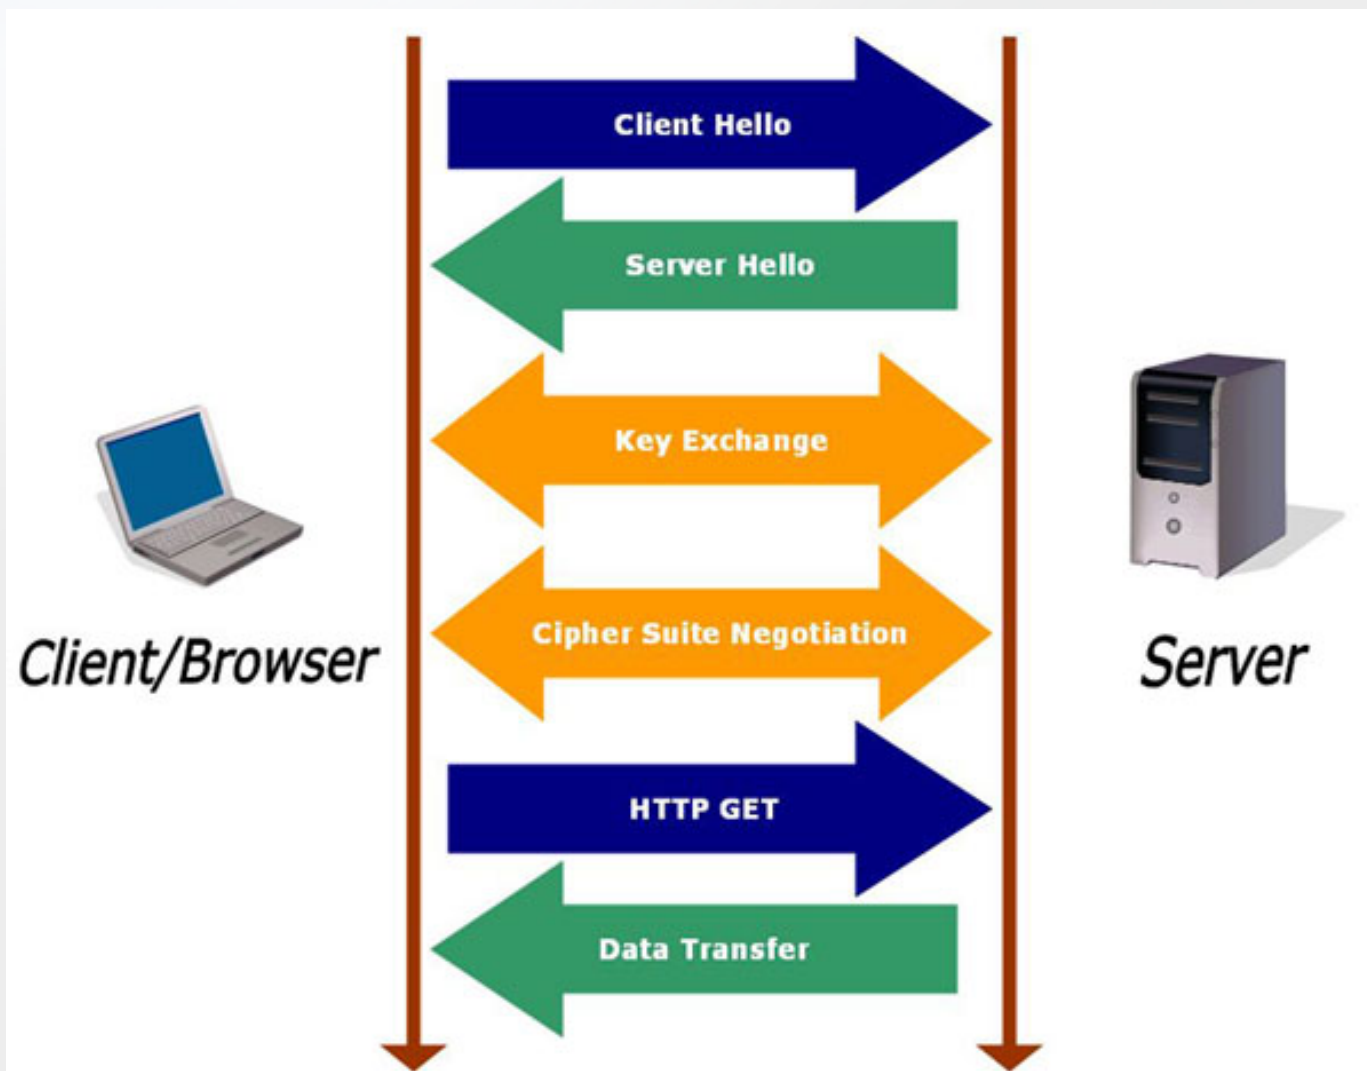 Client Hello
Server Hello
Key Exchange
Client/Browser
Cipher Suite Negotiation
Server
HTTP GET
Data Transfer